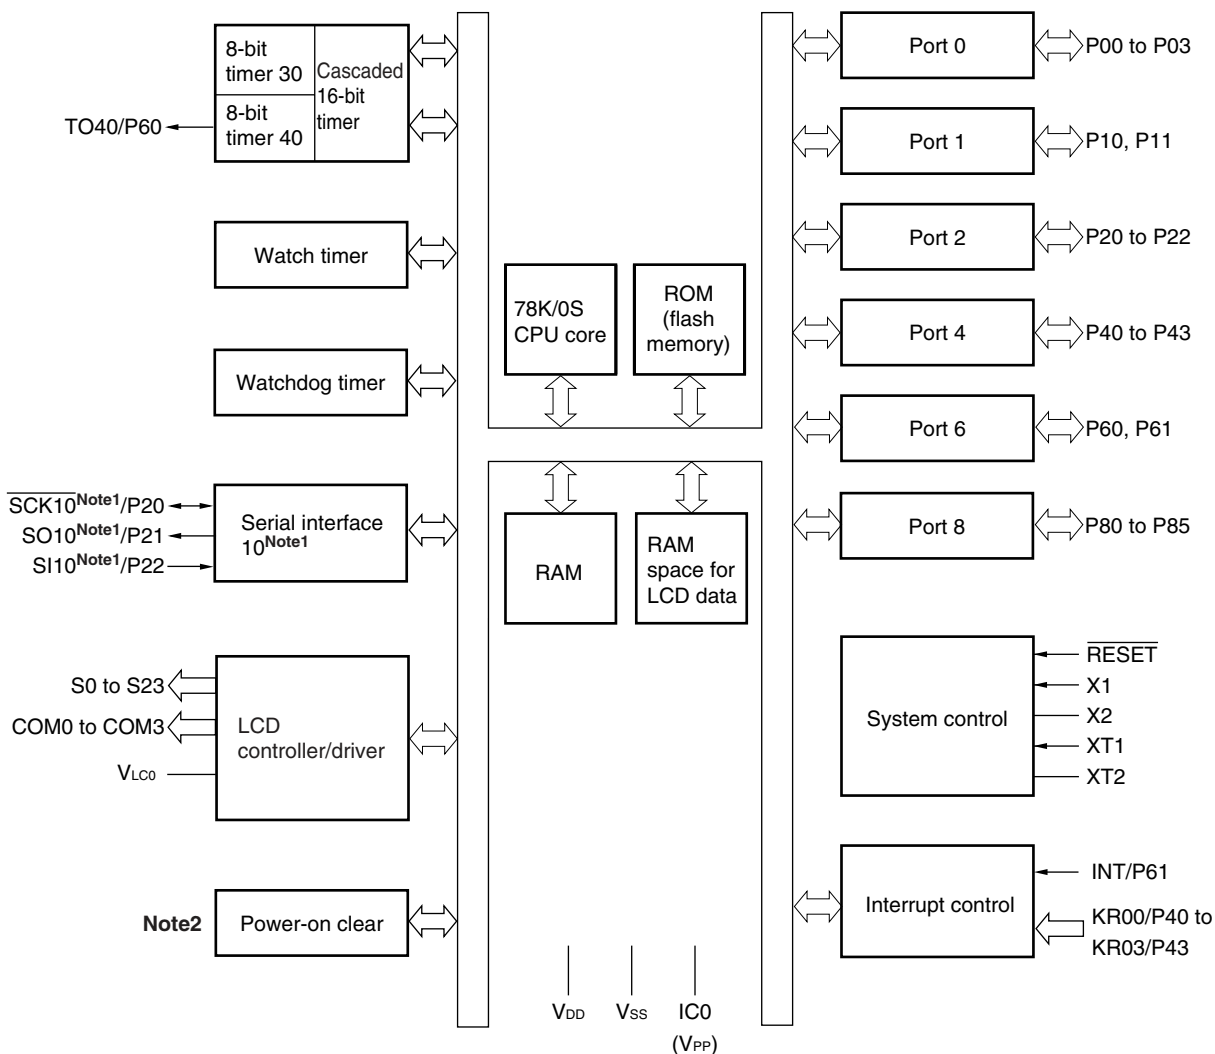 8-bit
timer 30
Cascaded
16-bit
timer
8-bit
timer 40
TO40/P60
Watch timer
Watchdog timer
SCK10Note1/P20
SO10Note1/P21
SI10Note1/P22
Serial interface
10Note1
S0 to S23
COM0 to COM3
VLC0
LCD
controller/driver
Note2
Power-on clear
78K/0S
CPU core
ROM
(flash
memory)
RAM
RAM
space for
LCD data
VDD
VSS
IC0
(VPP)
Port 0
P00 to P03
Port 1
P10, P11
Port 2
P20 to P22
Port 4
P40 to P43
Port 6
P60, P61
Port 8
P80 to P85
System control
RESET
X1
X2
XT1
XT2
Interrupt control
INT/P61
KR00/P40 to
KR03/P43